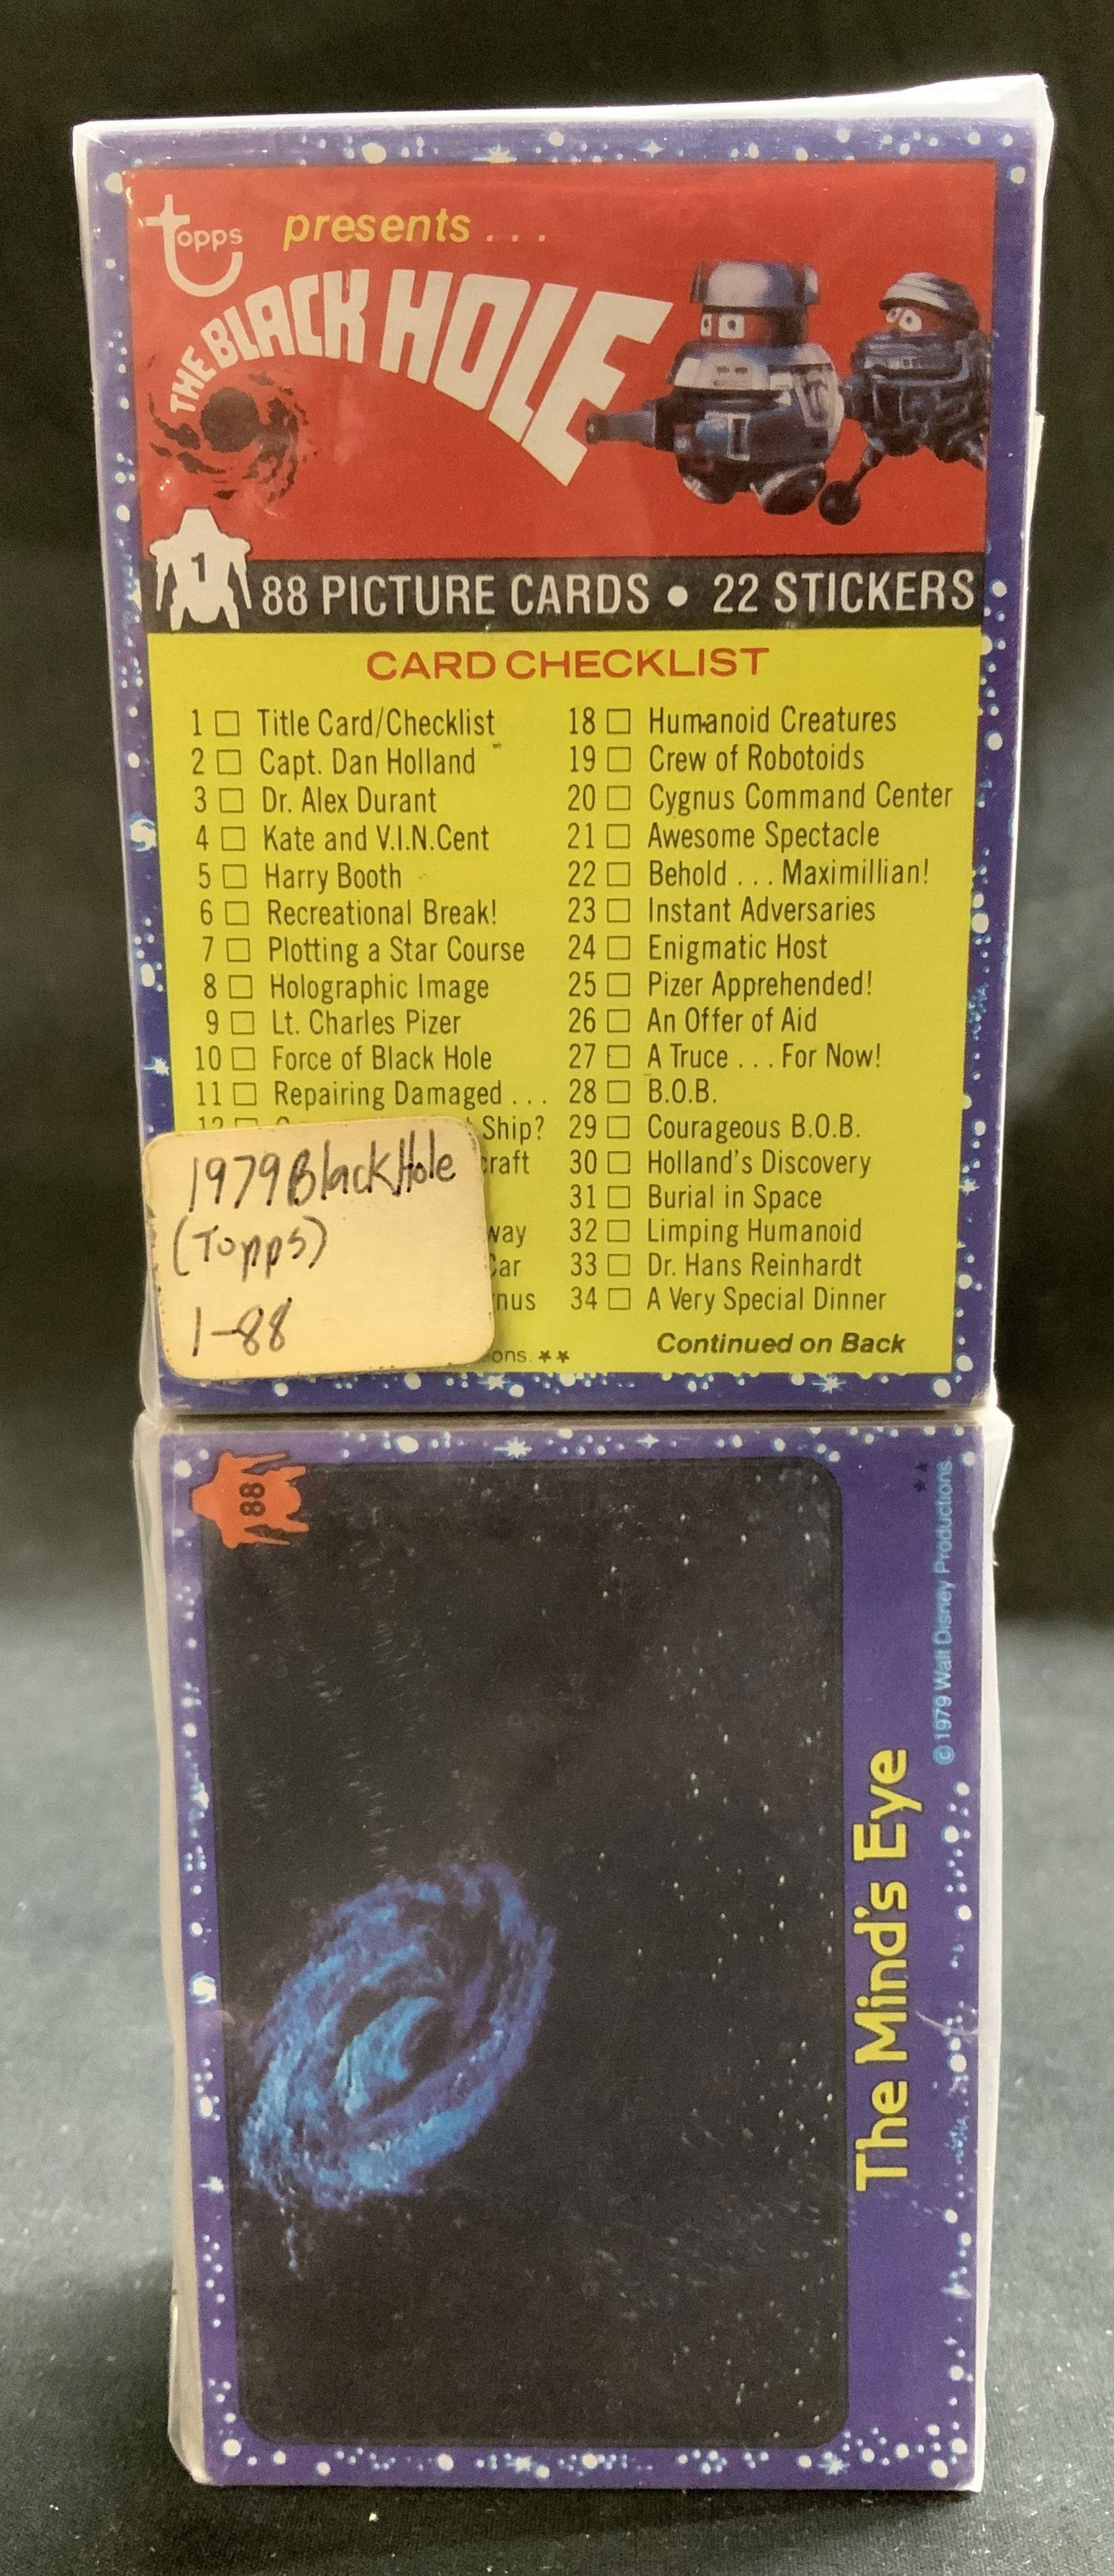 topps presents...
THE BLACK HOLE
1
88 PICTURE CARDS • 22 STICKERS
CARD CHECKLIST
1 □ Title Card/Checklist
2 □ Capt. Dan Holland
3 □ Dr. Alex Durant
4 □ Kate and V.I.N.Cent
5 □ Harry Booth
6 □ Recreational Break!
7 □ Plotting a Star Course
8 □ Holographic Image
9 □ Lt. Charles Pizer
10 □ Force of Black Hole
11 □ Repairing Damaged...
12 □ Ship?
18 □ Humanoid Creatures
19 □ Crew of Robotoids
20 □ Cygnus Command Center
21 □ Awesome Spectacle
22 □ Behold... Maximillian!
23 □ Instant Adversaries
24 □ Enigmatic Host
25 □ Pizer Apprehended!
26 □ An Offer of Aid
27 □ A Truce... For Now!
28 □ B.O.B.
29 □ Courageous B.O.B.
30 □ Holland's Discovery
31 □ Burial in Space
32 □ Limping Humanoid
33 □ Dr. Hans Reinhardt
34 □ A Very Special Dinner
Continued on Back
**
1979 Black Hole
(Topps)
1-88
88
The Mind's Eye
© 1979 Walt Disney Productions
**